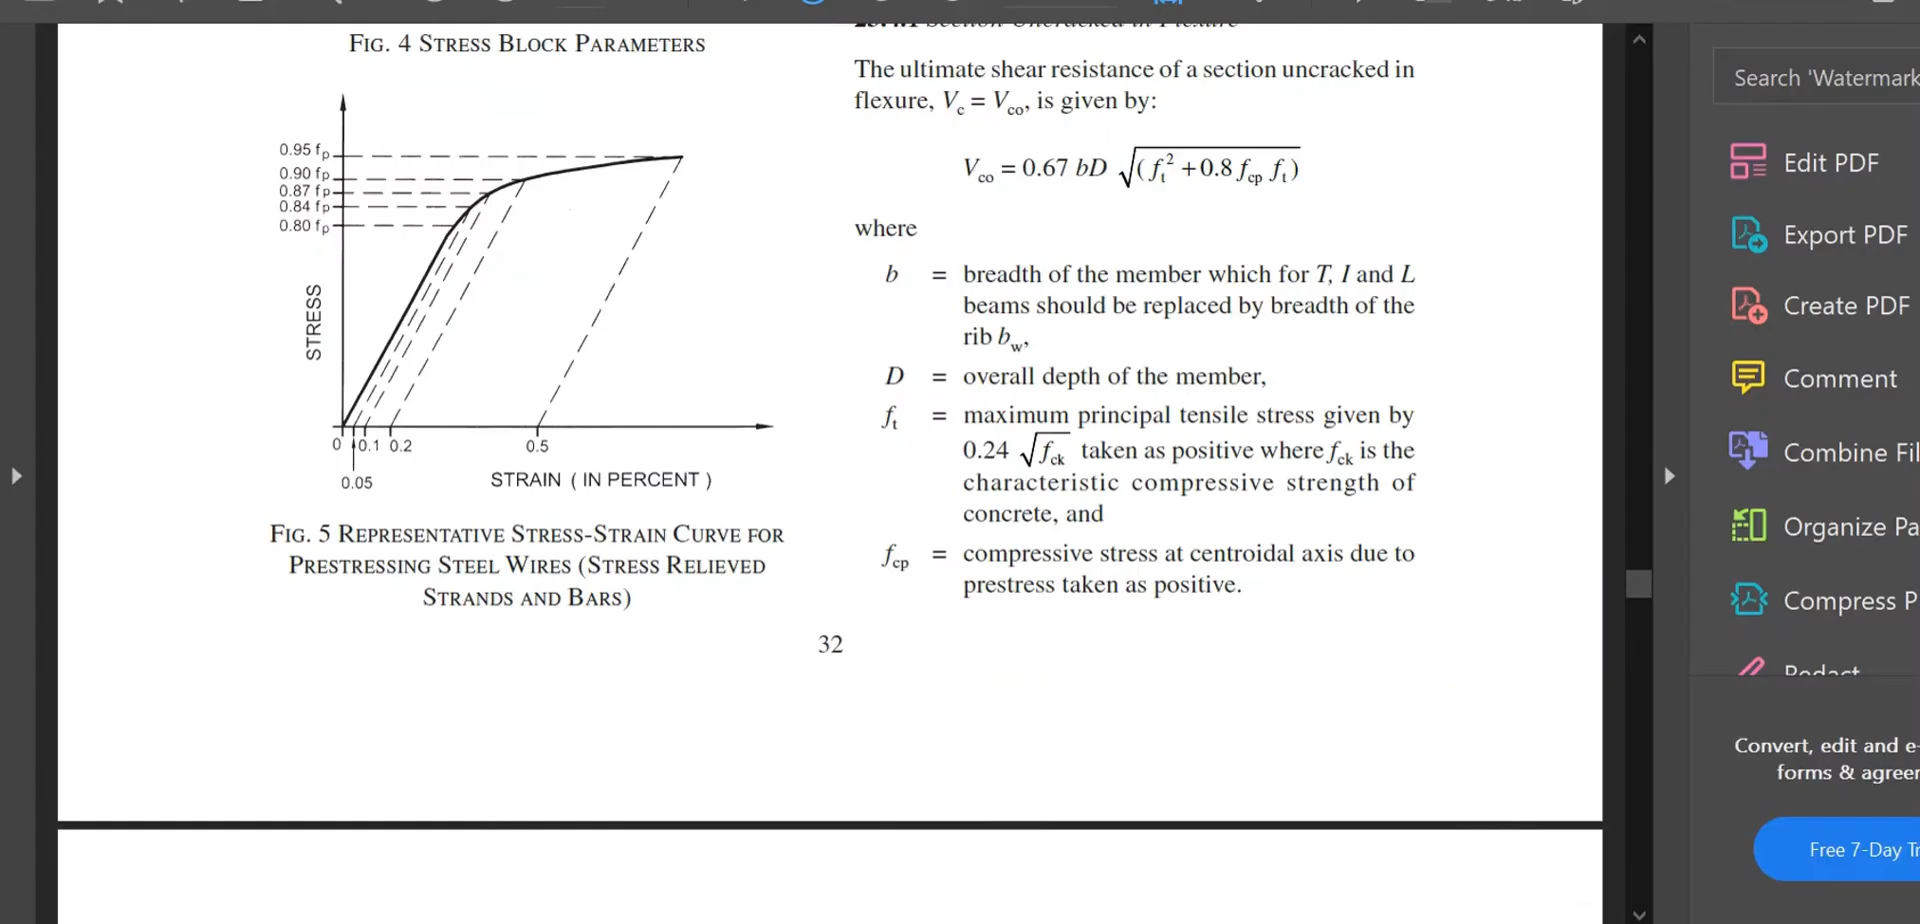 FIG. 4 STRESS BLOCK PARAMETERS
0.95 fp
0.90 fp
0.87 fp
0.84 fp
0.80 fp
STRESS
0 0.1 0.2 0.5
0.05
STRAIN ( IN PERCENT )
FIG. 5 REPRESENTATIVE STRESS-STRAIN CURVE FOR
PRESTRESSING STEEL WIRES (STRESS RELIEVED
STRANDS AND BARS)
Section Uncracked in Flexure
The ultimate shear resistance of a section uncracked in
flexure, Vc = Vco, is given by:
Vco = 0.67 bD √(ft² +0.8 fcp ft)
where
b = breadth of the member which for T, I and L
beams should be replaced by breadth of the
rib bw,
D = overall depth of the member,
ft = maximum principal tensile stress given by
0.24 √fck taken as positive where fck is the
characteristic compressive strength of
concrete, and
fcp = compressive stress at centroidal axis due to
prestress taken as positive.
32
Search 'Watermark
Edit PDF
Export PDF
Create PDF
Comment
Combine Fil
Organize Pa
Compress P
Redact
Convert, edit and e-
forms & agreer
Free 7-Day Tr